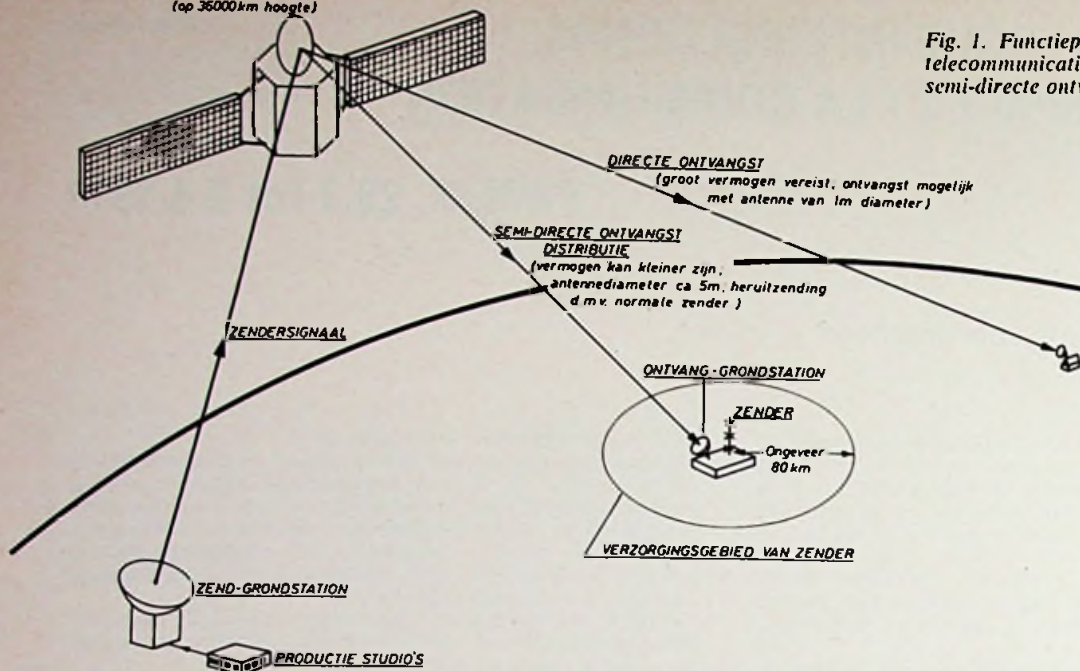 (op 36000km hoogte)
Fig. 1. Functiep
telecommunicati
semi-directe ontv
DIRECTE ONTVANGST
(groot vermogen vereist, ontvangst mogelijk
met antenne van 1m diameter)
SEMI-DIRECTE ONTVANGST
DISTRIBUTIE
(vermogen kan kleiner zijn,
antennediameter ca 5m, heruitzending
d.m.v. normale zender)
ZENDERSIGNAAL
ONTVANG-GRONDSTATION
ZENDER
Ongeveer
80 km
VERZORGINGSGEBIED VAN ZENDER
ZEND-GRONDSTATION
PRODUCTIE STUDIO'S